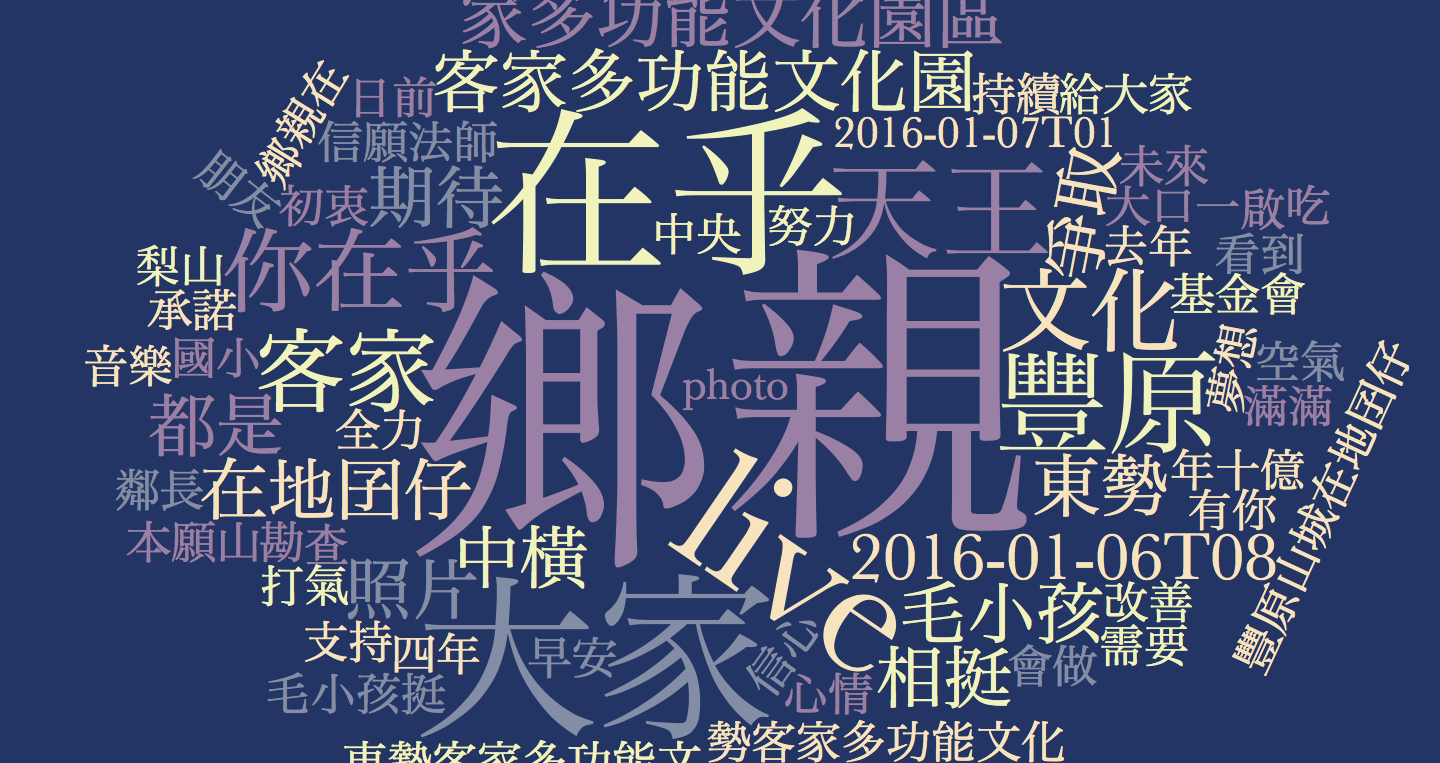 家多功能文化園區
客家多功能文化園
持續給大家
日前
鄉親在
信願法師
2016-01-07T01
在乎
天王
爭取
未來
朋友
初衷
期待
大口一啟吃
中央
努力
去年
看到
梨山
你在乎
承諾
鄉親
文化
基金會
音樂
國小
客家
photo
豐原
夢想
空氣
滿滿
都是
全力
豐原山城在地囝仔
鄰長
在地囝仔
live
東勢
年十億
有你
本願山勘查
中橫
2016-01-06T08
打氣
照片
大家
毛小孩
改善
支持
四年
早安
信心
相挺
需要
會做
毛小孩挺
心情
東勢客家多功能文
勢客家多功能文化